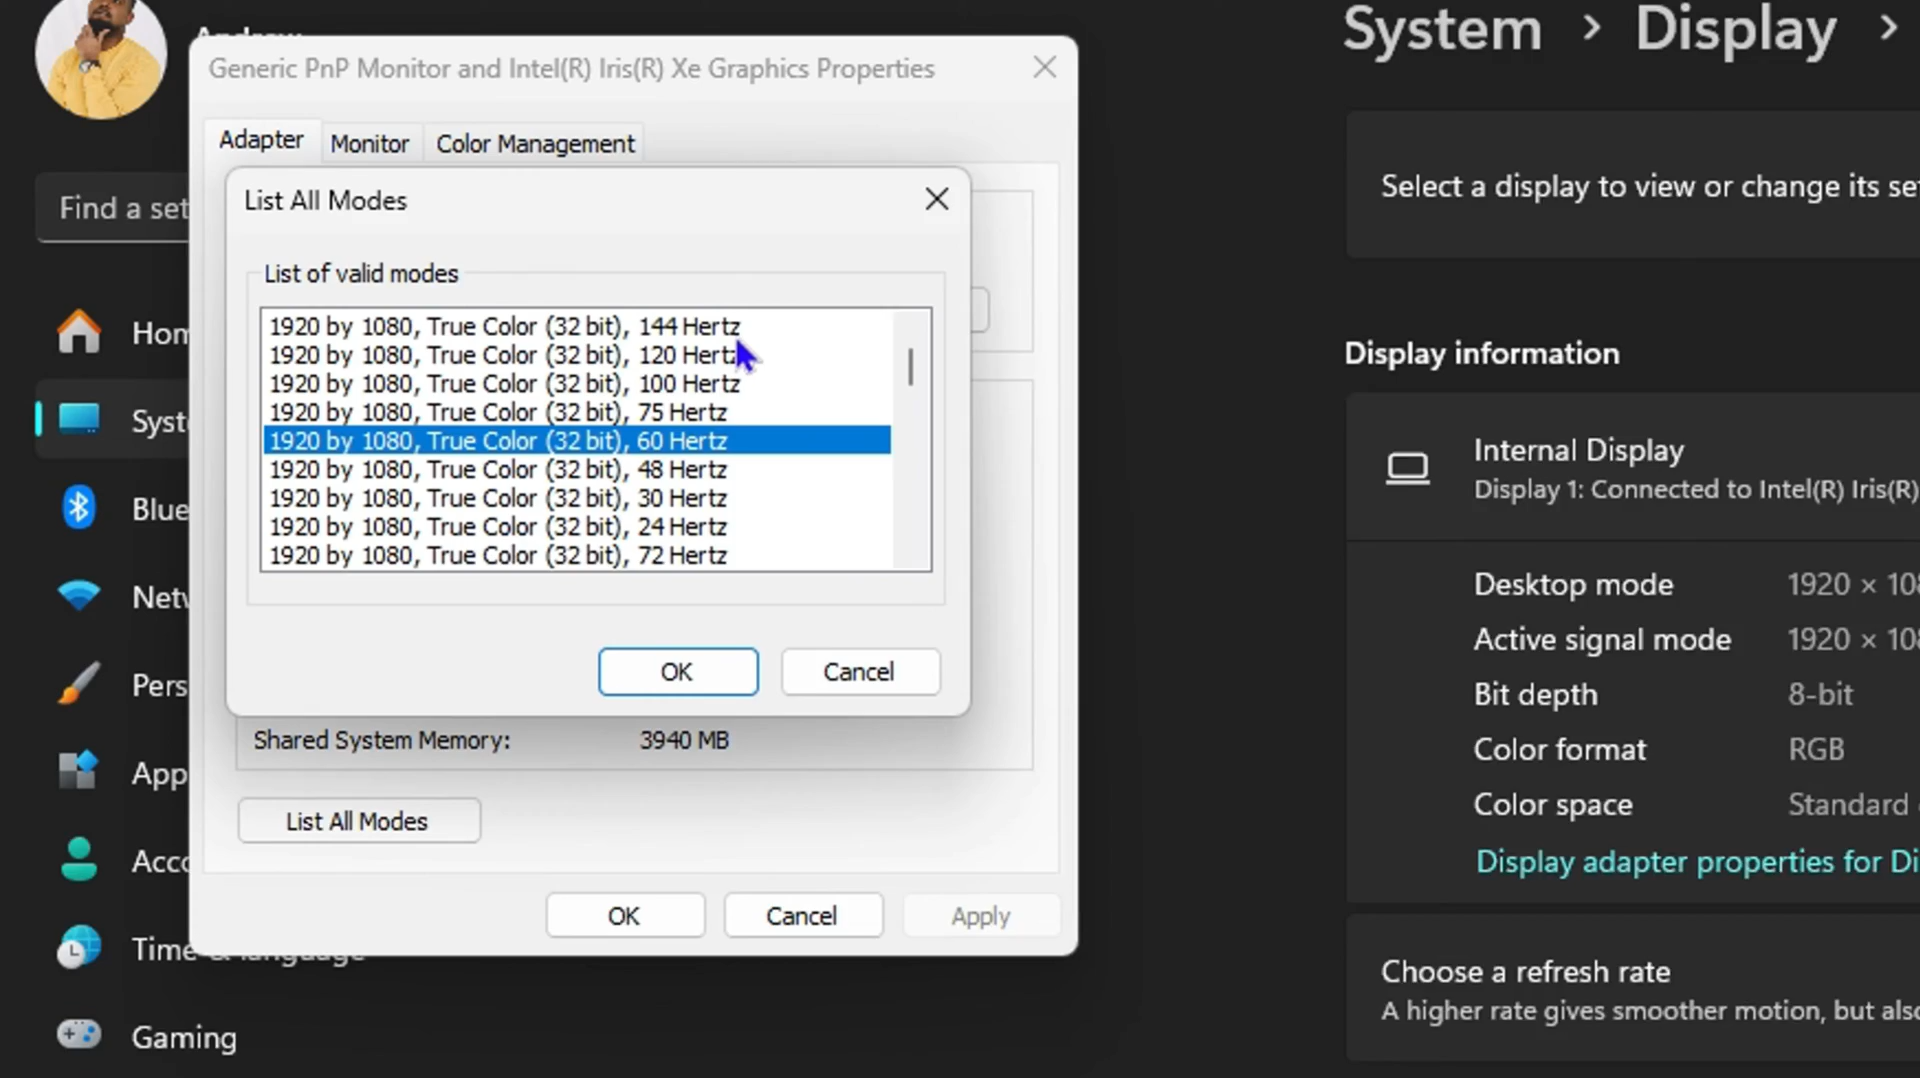 System > Display >
Generic PnP Monitor and Intel(R) Iris(R) Xe Graphics Properties
Adapter
Monitor
Color Management
List All Modes
List of valid modes
1920 by 1080, True Color (32 bit), 144 Hertz
1920 by 1080, True Color (32 bit), 120 Hertz
1920 by 1080, True Color (32 bit), 100 Hertz
1920 by 1080, True Color (32 bit), 75 Hertz
1920 by 1080, True Color (32 bit), 60 Hertz
1920 by 1080, True Color (32 bit), 48 Hertz
1920 by 1080, True Color (32 bit), 30 Hertz
1920 by 1080, True Color (32 bit), 24 Hertz
1920 by 1080, True Color (32 bit), 72 Hertz
OK
Cancel
Shared System Memory: 3940 MB
List All Modes
OK
Cancel
Apply
Find a set
Hom
Syst
Blue
Netw
Pers
App
Acco
Time & language
Gaming
Select a display to view or change its set
Display information
Internal Display
Display 1: Connected to Intel(R) Iris(R)
Desktop mode 1920 × 108
Active signal mode 1920 × 108
Bit depth 8-bit
Color format RGB
Color space Standard
Display adapter properties for Di
Choose a refresh rate
A higher rate gives smoother motion, but also